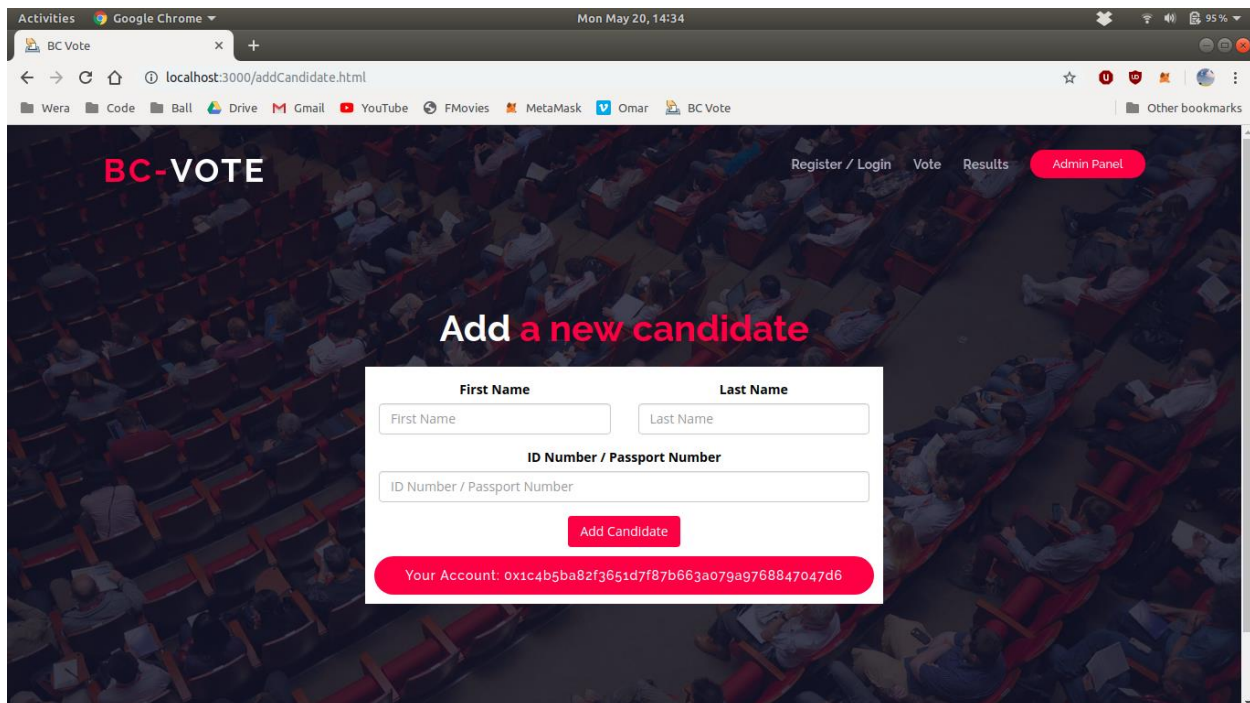 Activities Google Chrome Mon May 20, 14:34 95 %
BC Vote
localhost:3000/addCandidate.html
Wera Code Ball Drive Gmail YouTube FMovies MetaMask Omar BC Vote Other bookmarks
BC-VOTE Register / Login Vote Results Admin Panel
Add a new candidate
First Name Last Name
First Name Last Name
ID Number / Passport Number
ID Number / Passport Number
Add Candidate
Your Account: 0x1c4b5ba82f3651d7f87b663a079a9768847047d6